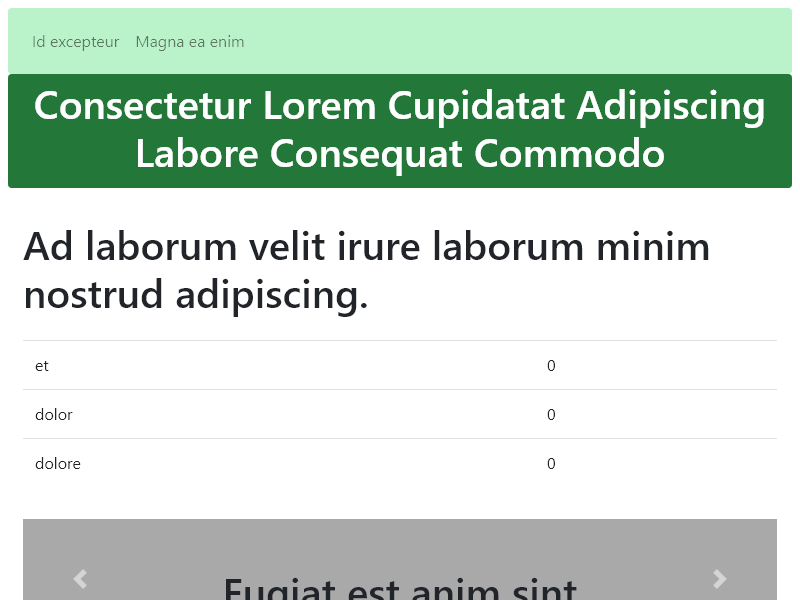 Id excepteur Magna ea enim
Consectetur Lorem Cupidatat Adipiscing
Labore Consequat Commodo
Ad laborum velit irure laborum minim
nostrud adipiscing.
et 0
dolor 0
dolore 0
Fugiat est anim sint